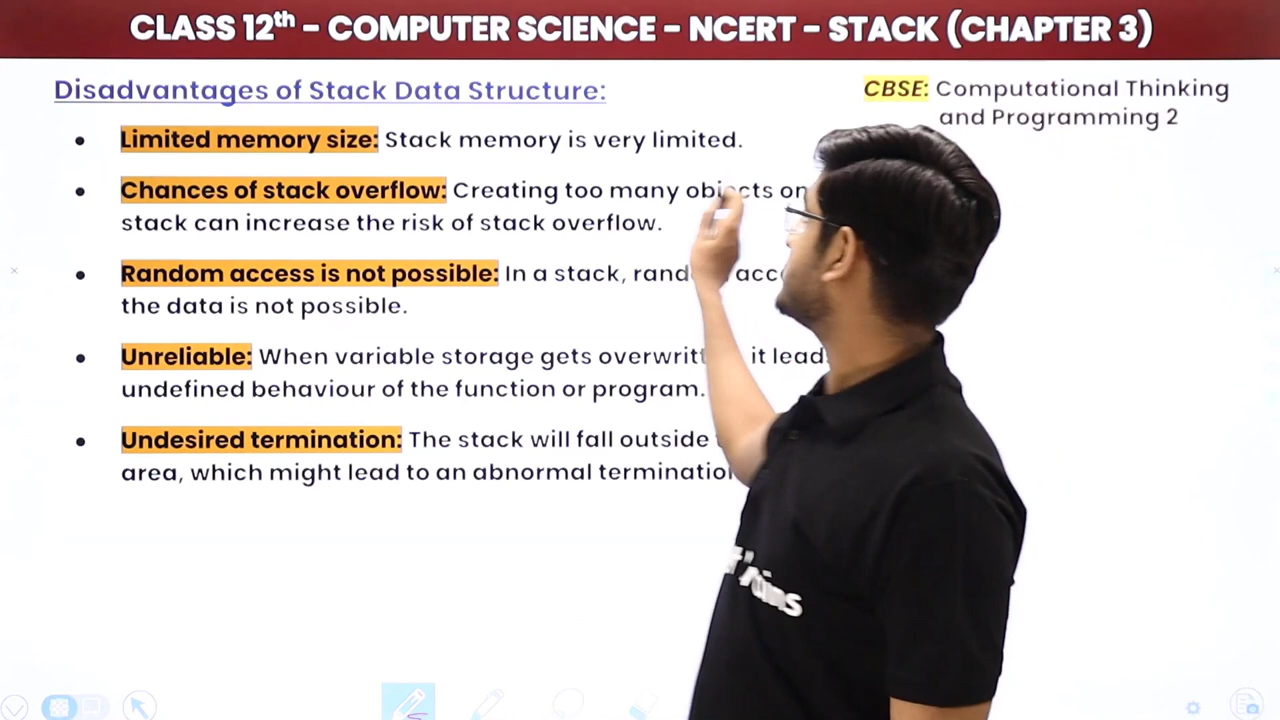 CLASS 12th - COMPUTER SCIENCE - NCERT - STACK (CHAPTER 3)
Disadvantages of Stack Data Structure:
CBSE: Computational Thinking
and Programming 2
• Limited memory size: Stack memory is very limited.
• Chances of stack overflow: Creating too many objects on
stack can increase the risk of stack overflow.
• Random access is not possible: In a stack,
the data is not possible.
• Unreliable: When variable storage gets it
undefined behaviour of the function or program.
• Undesired termination: The stack will fall outside
area, which might lead to an abnormal